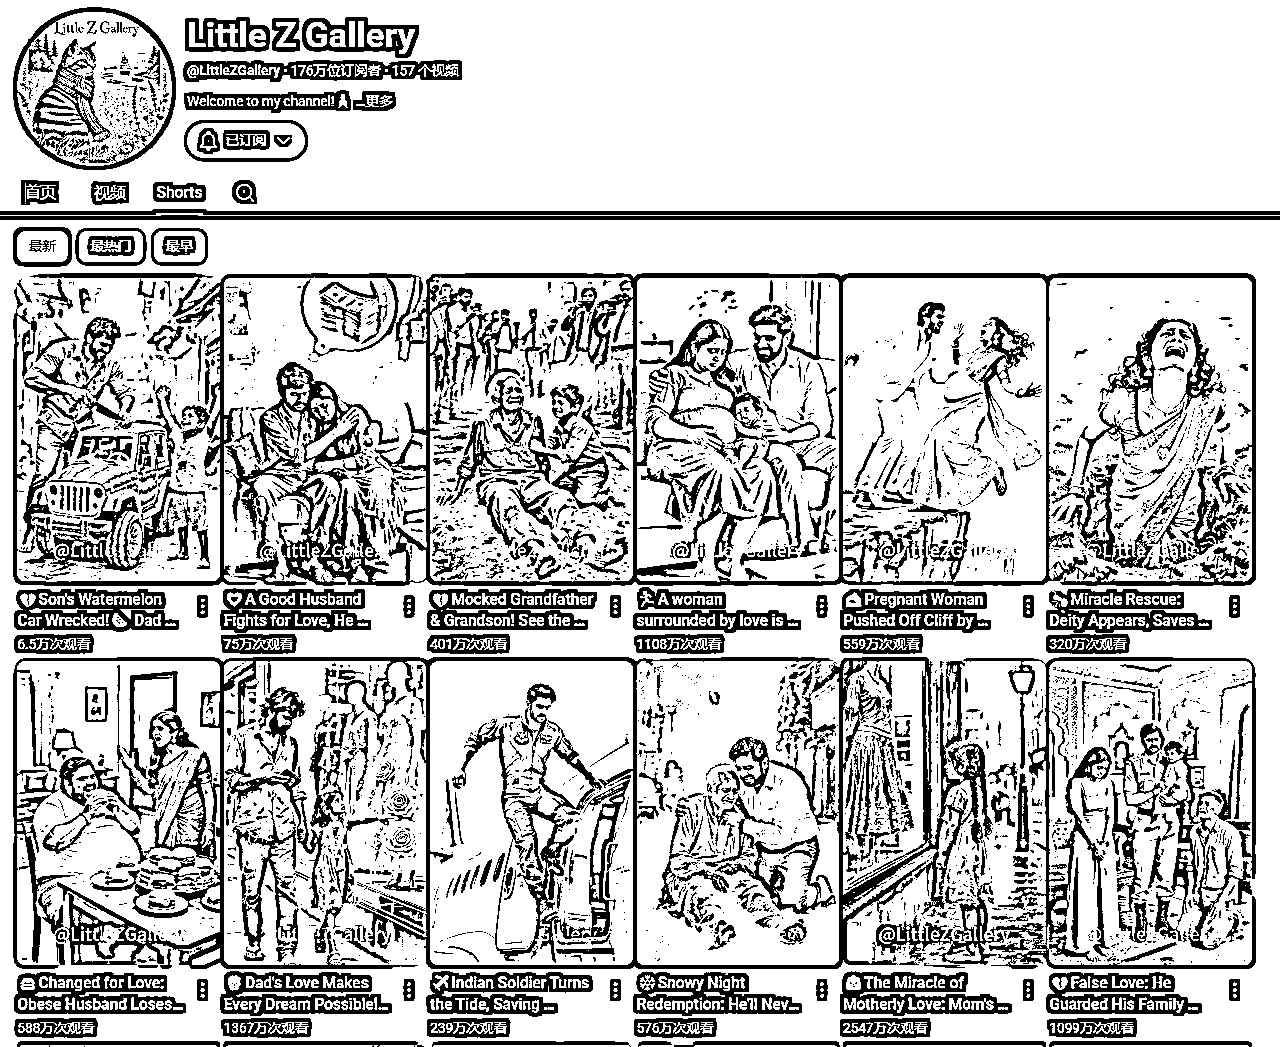 Little Z Gallery
Little Z Gallery
@LittleZGallery · 176万位订阅者 · 157 个视频
Welcome to my channel! ...更多
已订阅
首页 视频 Shorts
最新 最热门 最早
@LittleZGallery
@LittleZGallery
@LittleZGallery
Son's Watermelon
Car Wrecked! Dad ...
6.5万次观看
A Good Husband
Fights for Love, He ...
75万次观看
Mocked Grandfather
& Grandson! See the ...
401万次观看
A woman
surrounded by love is ...
1108万次观看
Pregnant Woman
Pushed Off Cliff by ...
559万次观看
Miracle Rescue:
Deity Appears, Saves ...
320万次观看
@LittleZGallery
Changed for Love:
Obese Husband Loses...
588万次观看
Dad's Love Makes
Every Dream Possible!...
1367万次观看
Indian Soldier Turns
the Tide, Saving ...
239万次观看
Snowy Night
Redemption: He'll Nev...
576万次观看
The Miracle of
Motherly Love: Mom's ...
2547万次观看
False Love: He
Guarded His Family ...
1099万次观看